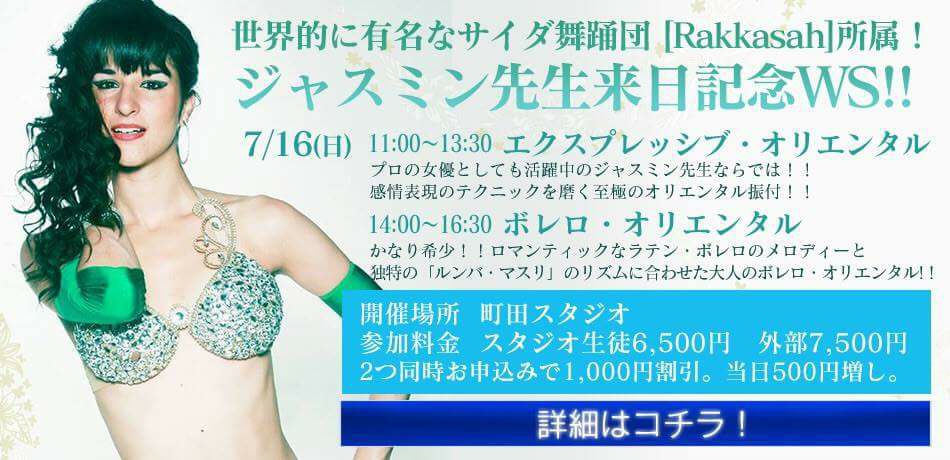 世界的に有名なサイダ舞踊団 [Rakkasah]所属！
ジャスミン先生来日記念WS!!
7/16(日) 11:00~13:30 エクスプレッシブ・オリエンタル
プロの女優としても活躍中のジャスミン先生ならでは！！
感情表現のテクニックを磨く至極のオリエンタル振付！！
14:00~16:30 ボレロ・オリエンタル
かなり希少！！ロマンティックなラテン・ボレロのメロディーと
独特の「ルンバ・マスリ」のリズムに合わせた大人のボレロ・オリエンタル!！
開催場所 町田スタジオ
参加料金 スタジオ生徒6,500円 外部7,500円
2つ同時お申込みで1,000円割引。当日500円増し。
詳細はコチラ！